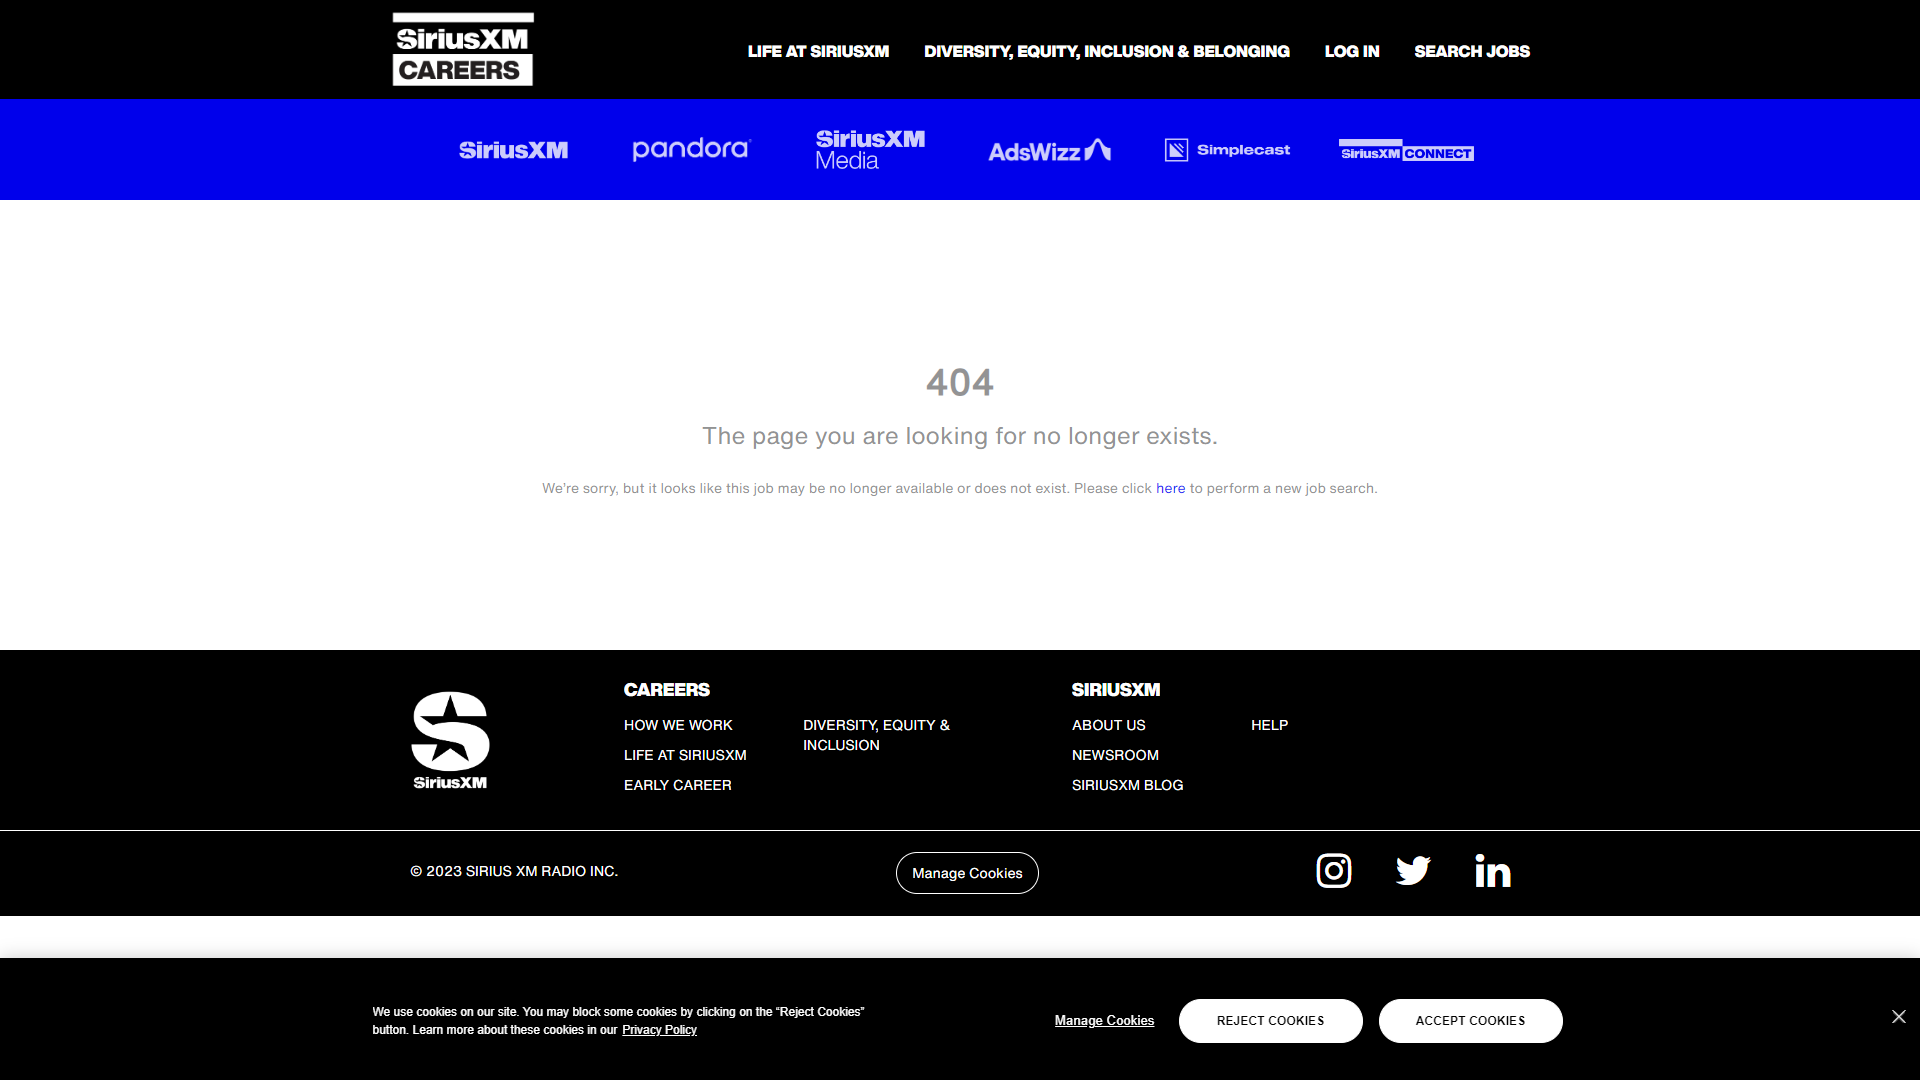 SiriusXM
CAREERS
LIFE AT SIRIUSXM
DIVERSITY, EQUITY, INCLUSION & BELONGING
LOG IN
SEARCH JOBS
SiriusXM
pandora
SiriusXM
Media
AdsWizz
Simplecast
SiriusXM CONNECT
404
The page you are looking for no longer exists.
We're sorry, but it looks like this job may be no longer available or does not exist. Please click here to perform a new job search.
SiriusXM
CAREERS
HOW WE WORK
LIFE AT SIRIUSXM
EARLY CAREER
DIVERSITY, EQUITY &
INCLUSION
SIRIUSXM
ABOUT US
NEWSROOM
SIRIUSXM BLOG
HELP
© 2023 SIRIUS XM RADIO INC.
Manage Cookies
We use cookies on our site. You may block some cookies by clicking on the “Reject Cookies”
button. Learn more about these cookies in our Privacy Policy
Manage Cookies
REJECT COOKIES
ACCEPT COOKIES